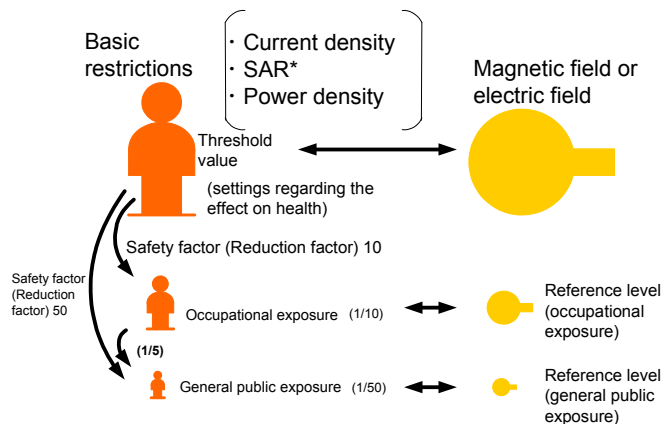 Basic
restrictions
・Current density
・SAR*
・Power density
Magnetic field or
electric field
Threshold
value
(settings regarding the
effect on health)
Safety factor (Reduction factor) 10
Safety factor
(Reduction
factor) 50
Occupational exposure (1/10)
Reference level
(occupational
exposure)
(1/5)
General public exposure (1/50)
Reference level
(general public
exposure)